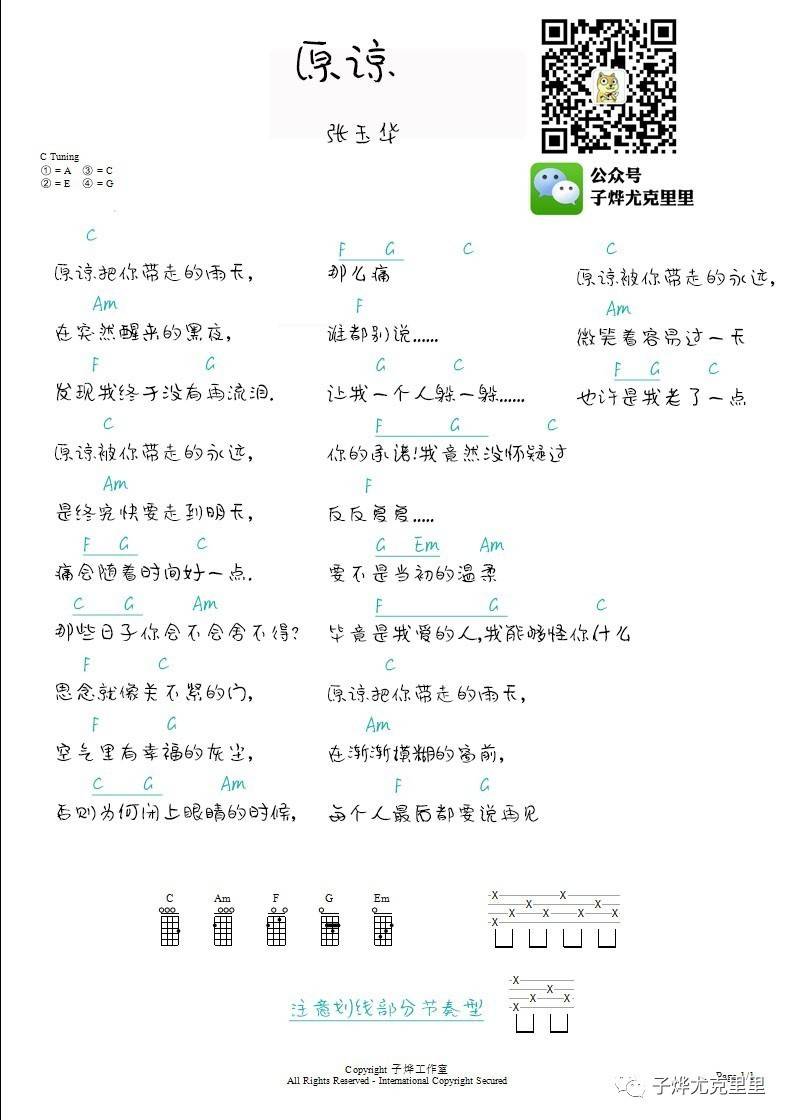 原谅
张玉华
公众号
子烨尤克里里
C Tuning
① = A ③ = C
② = E ④ = G
C
原谅把你带走的雨天，
Am
在突然醒来的黑夜，
F G
发现我终于没有再流泪.
C
原谅被你带走的永远，
Am
是终究快要走到明天，
F G C
痛会随着时间好一点.
C G Am
那些日子你会不会舍不得?
F C
思念就像关不紧的门，
F G
空气里有幸福的灰尘，
C G Am
否则为何闭上眼睛的时候，
F G C
那么痛
F
谁都别说......
G C
让我一个人躲一躲......
F G C
你的承诺!我竟然没怀疑过
F
反反复复.....
G Em Am
要不是当初的温柔
F G C
毕竟是我爱的人,我能够怪你什么
C
原谅把你带走的雨天，
Am
在渐渐模糊的窗前，
F G
每个人最后都要说再见
C
原谅被你带走的永远，
Am
微笑着容易过一天
F G C
也许是我老了一点
C Am F G Em
注意划线部分节奏型
Copyright 子烨工作室
All Rights Reserved - International Copyright Secured
Page 1/1
子烨尤克里里